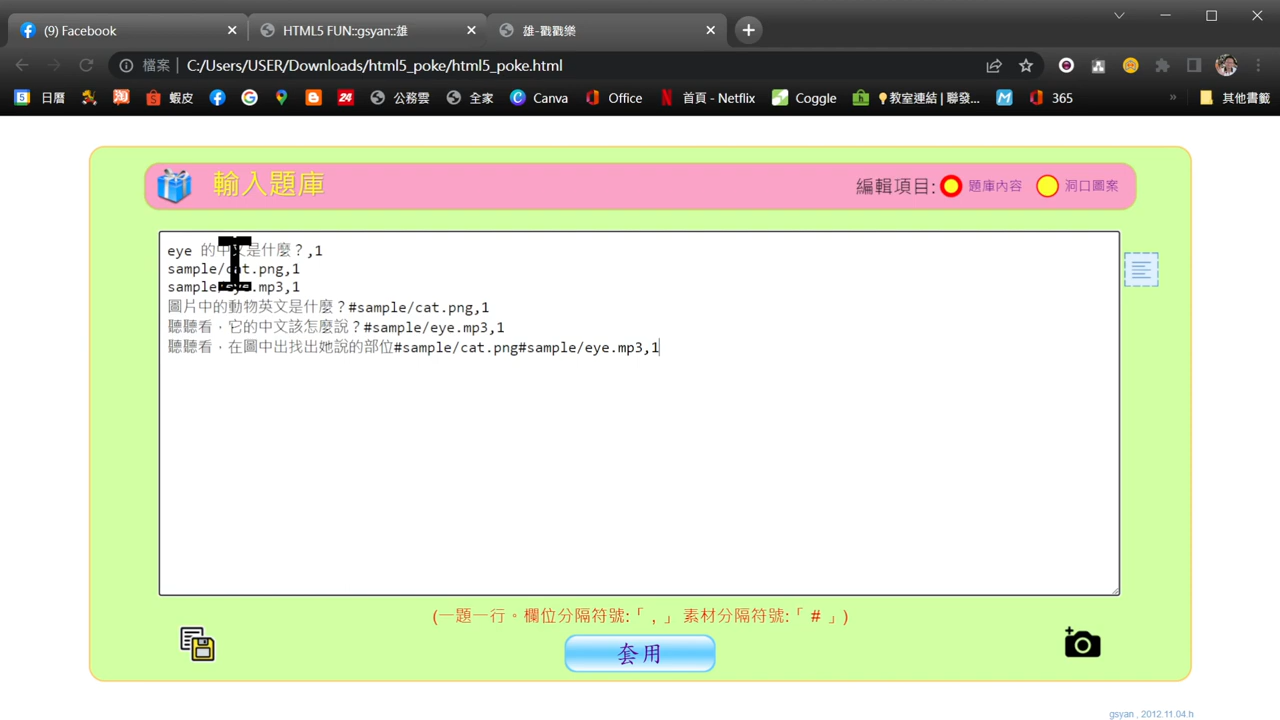 (9) Facebook
HTML5 FUN::gsyan::雄
雄-戳戳樂
檔案
C:/Users/USER/Downloads/html5_poke/html5_poke.html
日曆
蝦皮
公務雲
全家
Canva
Office
首頁 - Netflix
Coggle
教室連結 | 聯發...
365
»
其他書籤
輸入題庫
編輯項目:
題庫內容
洞口圖案
eye 的中文是什麼？,1
sample/cat.png,1
sample/eye.mp3,1
圖片中的動物英文是什麼？#sample/cat.png,1
聽聽看，它的中文該怎麼說？#sample/eye.mp3,1
聽聽看，在圖中出找出她說的部位#sample/cat.png#sample/eye.mp3,1
(一題一行。欄位分隔符號:「 , 」 素材分隔符號:「 # 」)
套用
gsyan , 2012.11.04.h